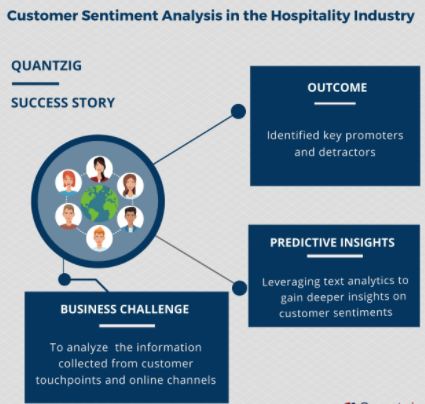 Customer Sentiment Analysis in the Hospitality Industry
QUANTZIG
SUCCESS STORY
OUTCOME
Identified key promoters
and detractors
PREDICTIVE INSIGHTS
Leveraging text analytics to
gain deeper insights on
customer sentiments
BUSINESS CHALLENGE
To analyze the information
collected from customer
touchpoints and online channels